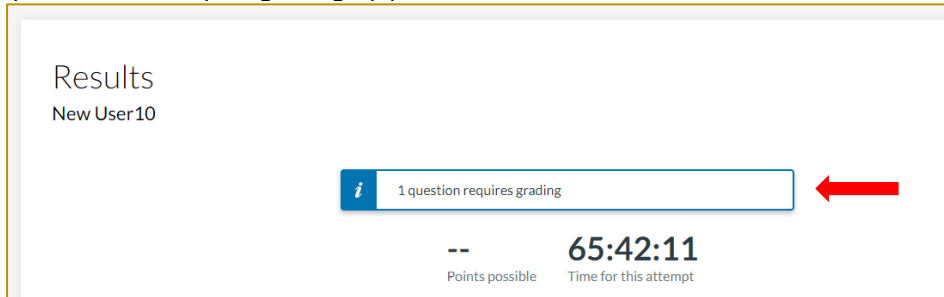 Results
New User10
i 1 question requires grading
-- 65:42:11
Points possible Time for this attempt